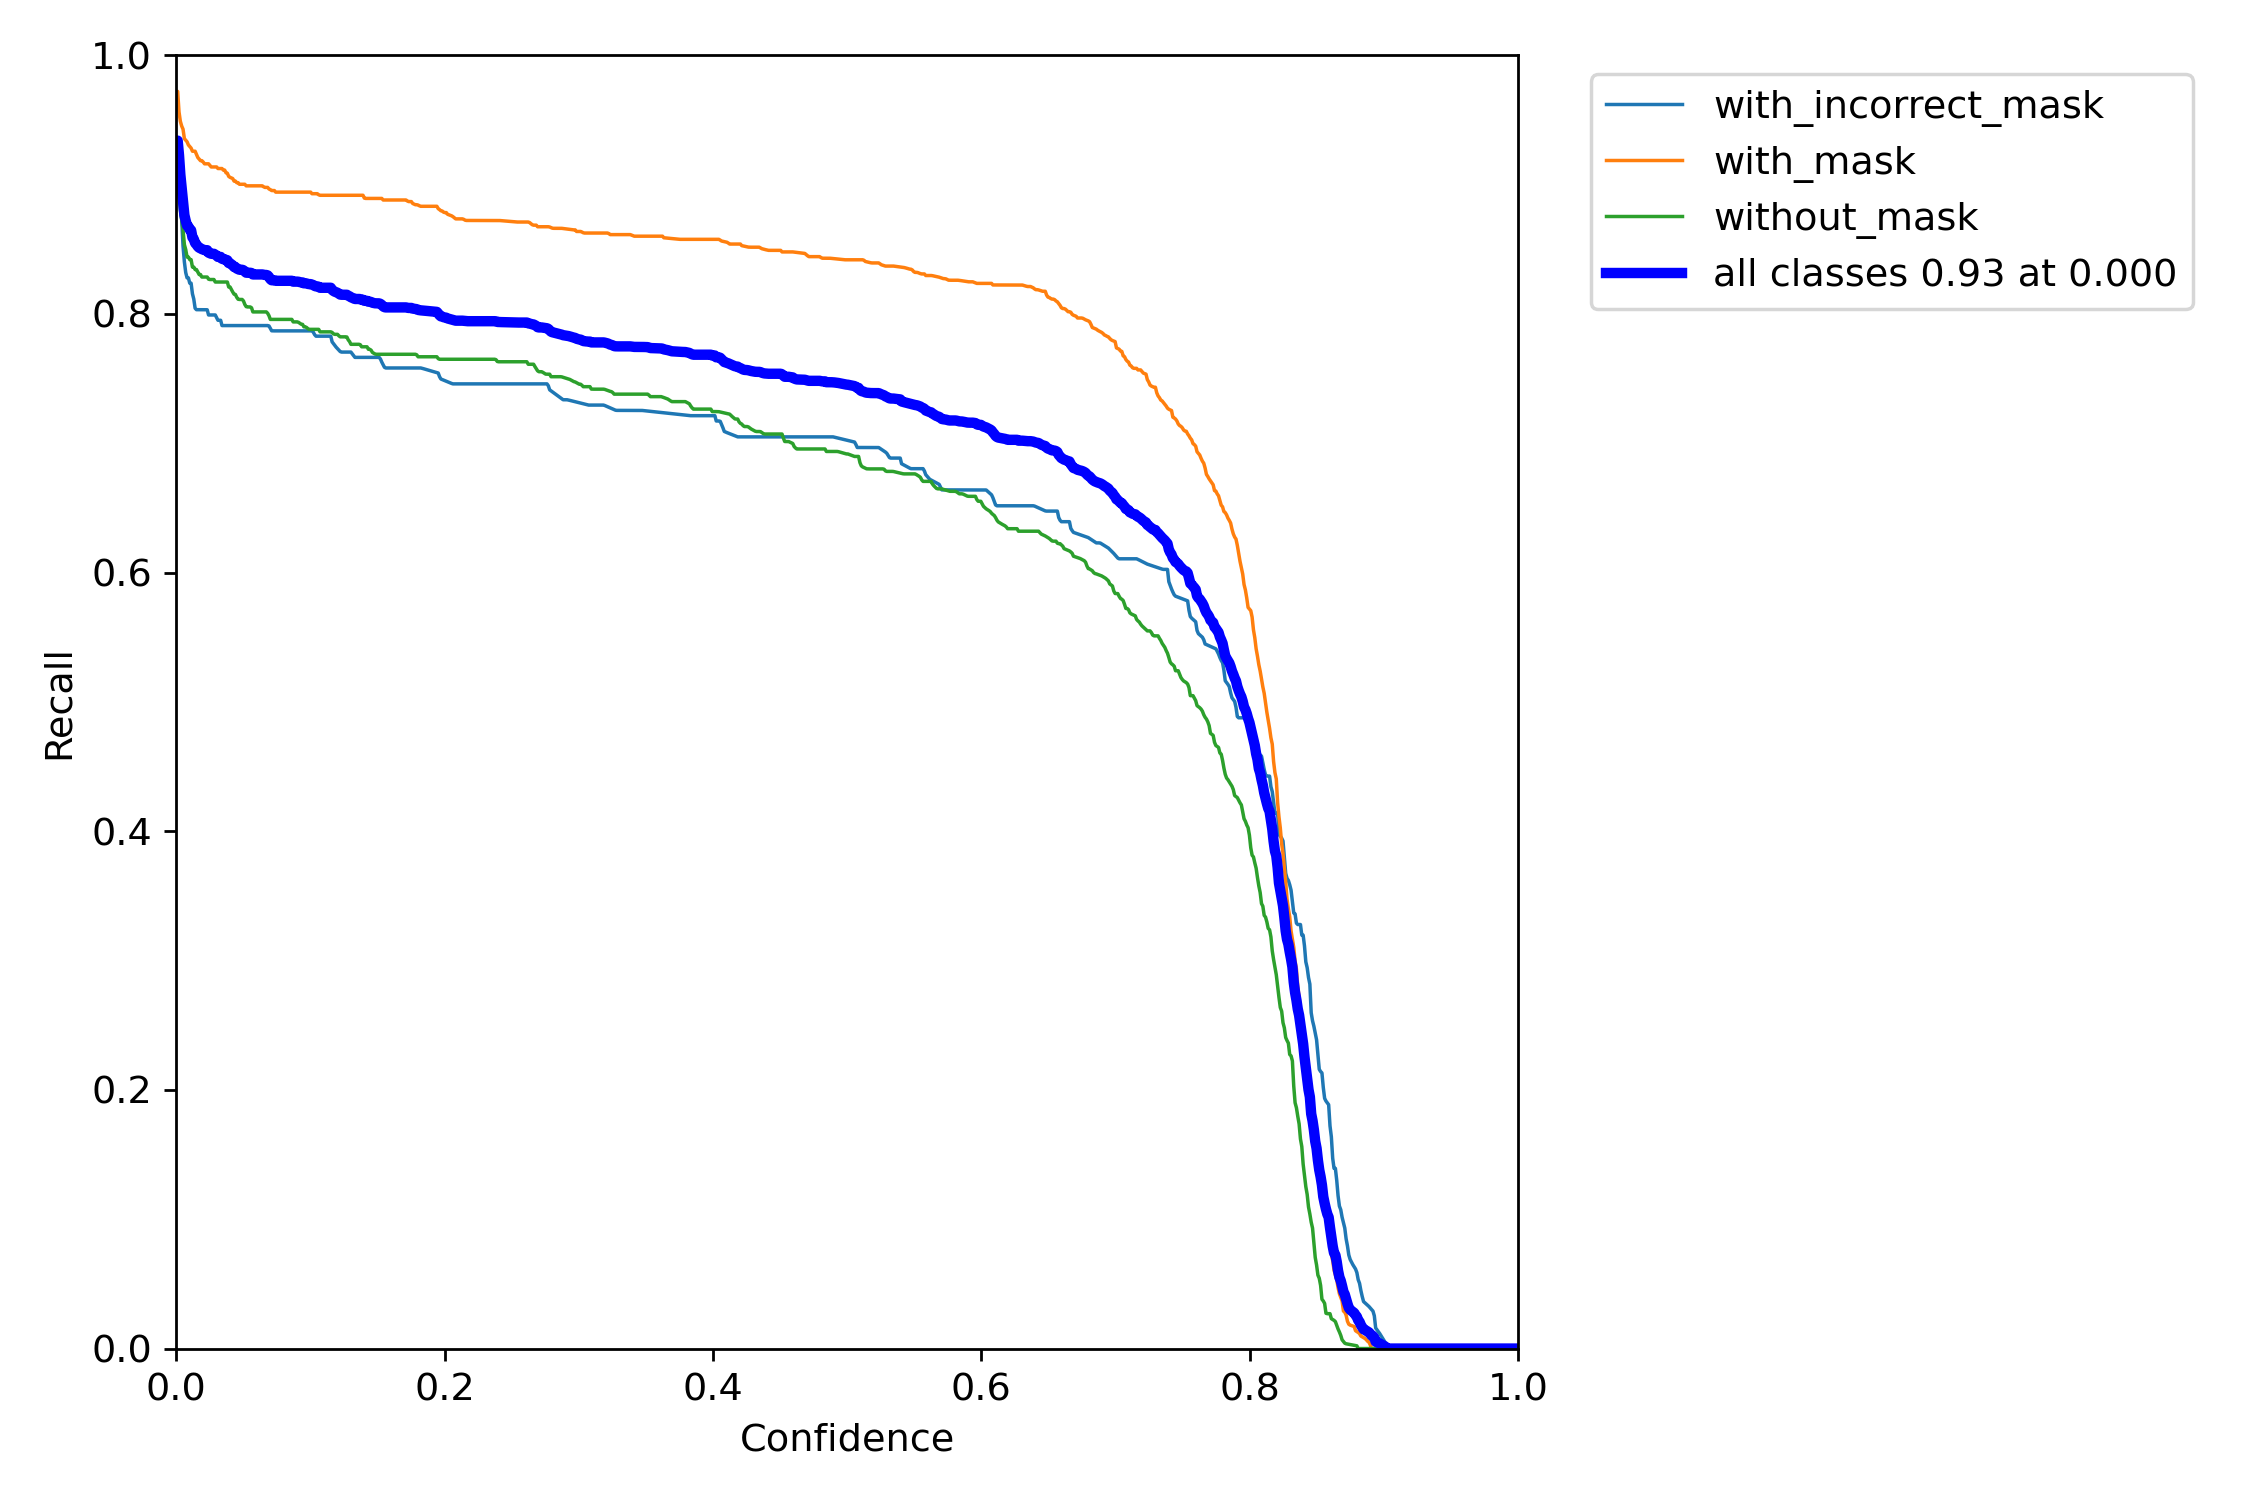 1.0
0.8
0.6
0.4
0.2
0.0
Recall
0.0 0.2 0.4 0.6 0.8 1.0
Confidence
with_incorrect_mask
with_mask
without_mask
all classes 0.93 at 0.000